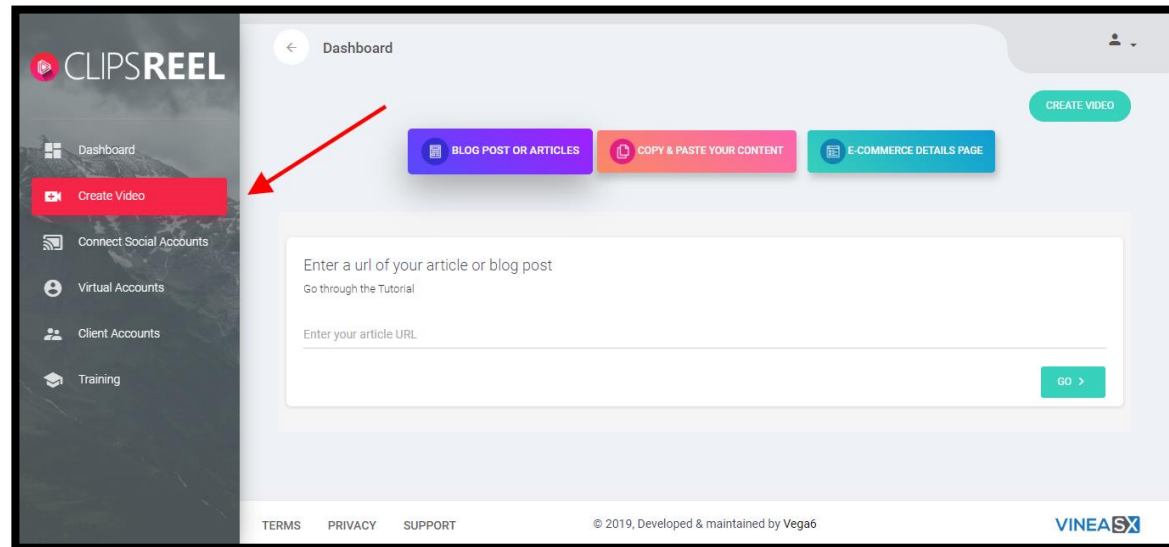 CLIPSREEL
Dashboard
Create Video
Connect Social Accounts
Virtual Accounts
Client Accounts
Training
Dashboard
CREATE VIDEO
BLOG POST OR ARTICLES
COPY & PASTE YOUR CONTENT
E-COMMERCE DETAILS PAGE
Enter a url of your article or blog post
Go through the Tutorial
Enter your article URL
GO >
TERMS PRIVACY SUPPORT © 2019, Developed & maintained by Vega6 VINEASX